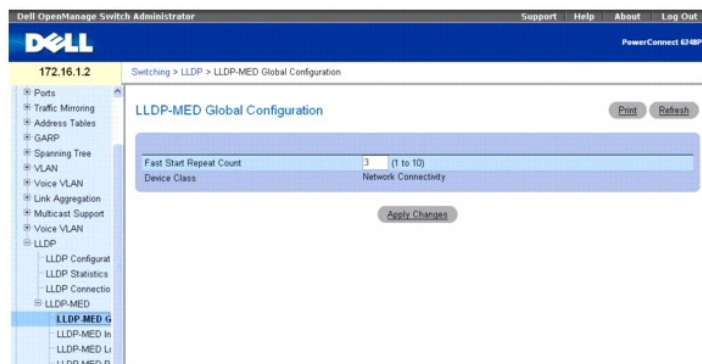 Dell OpenManage Switch Administrator
Support Help About Log Out
DELL
PowerConnect 6248P
172.16.1.2
Switching > LLDP > LLDP-MED Global Configuration
Ports
Traffic Mirroring
Address Tables
GARP
Spanning Tree
VLAN
Voice VLAN
Link Aggregation
Multicast Support
Voice VLAN
LLDP
LLDP Configurat
LLDP Statistics
LLDP Connectio
LLDP-MED
LLDP-MED G
LLDP-MED In
LLDP-MED L
LLDP-MED
LLDP-MED Global Configuration
Print Refresh
Fast Start Repeat Count 3 (1 to 10)
Device Class Network Connectivity
Apply Changes